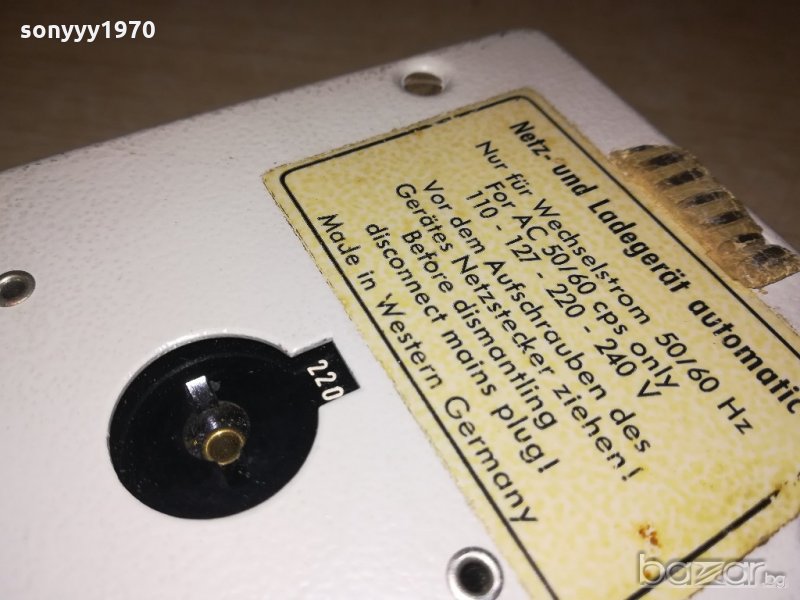 sonyyy1970
Netz- und Ladegerät automatic
Nur für Wechselstrom 50/60 Hz
For AC 50/60 cps only
110 - 127 - 220 - 240 V
Vor dem Aufschrauben des
Gerätes Netzstecker ziehen!
Before dismantling
disconnect mains plug!
Made in Western Germany
220
bazar.bg